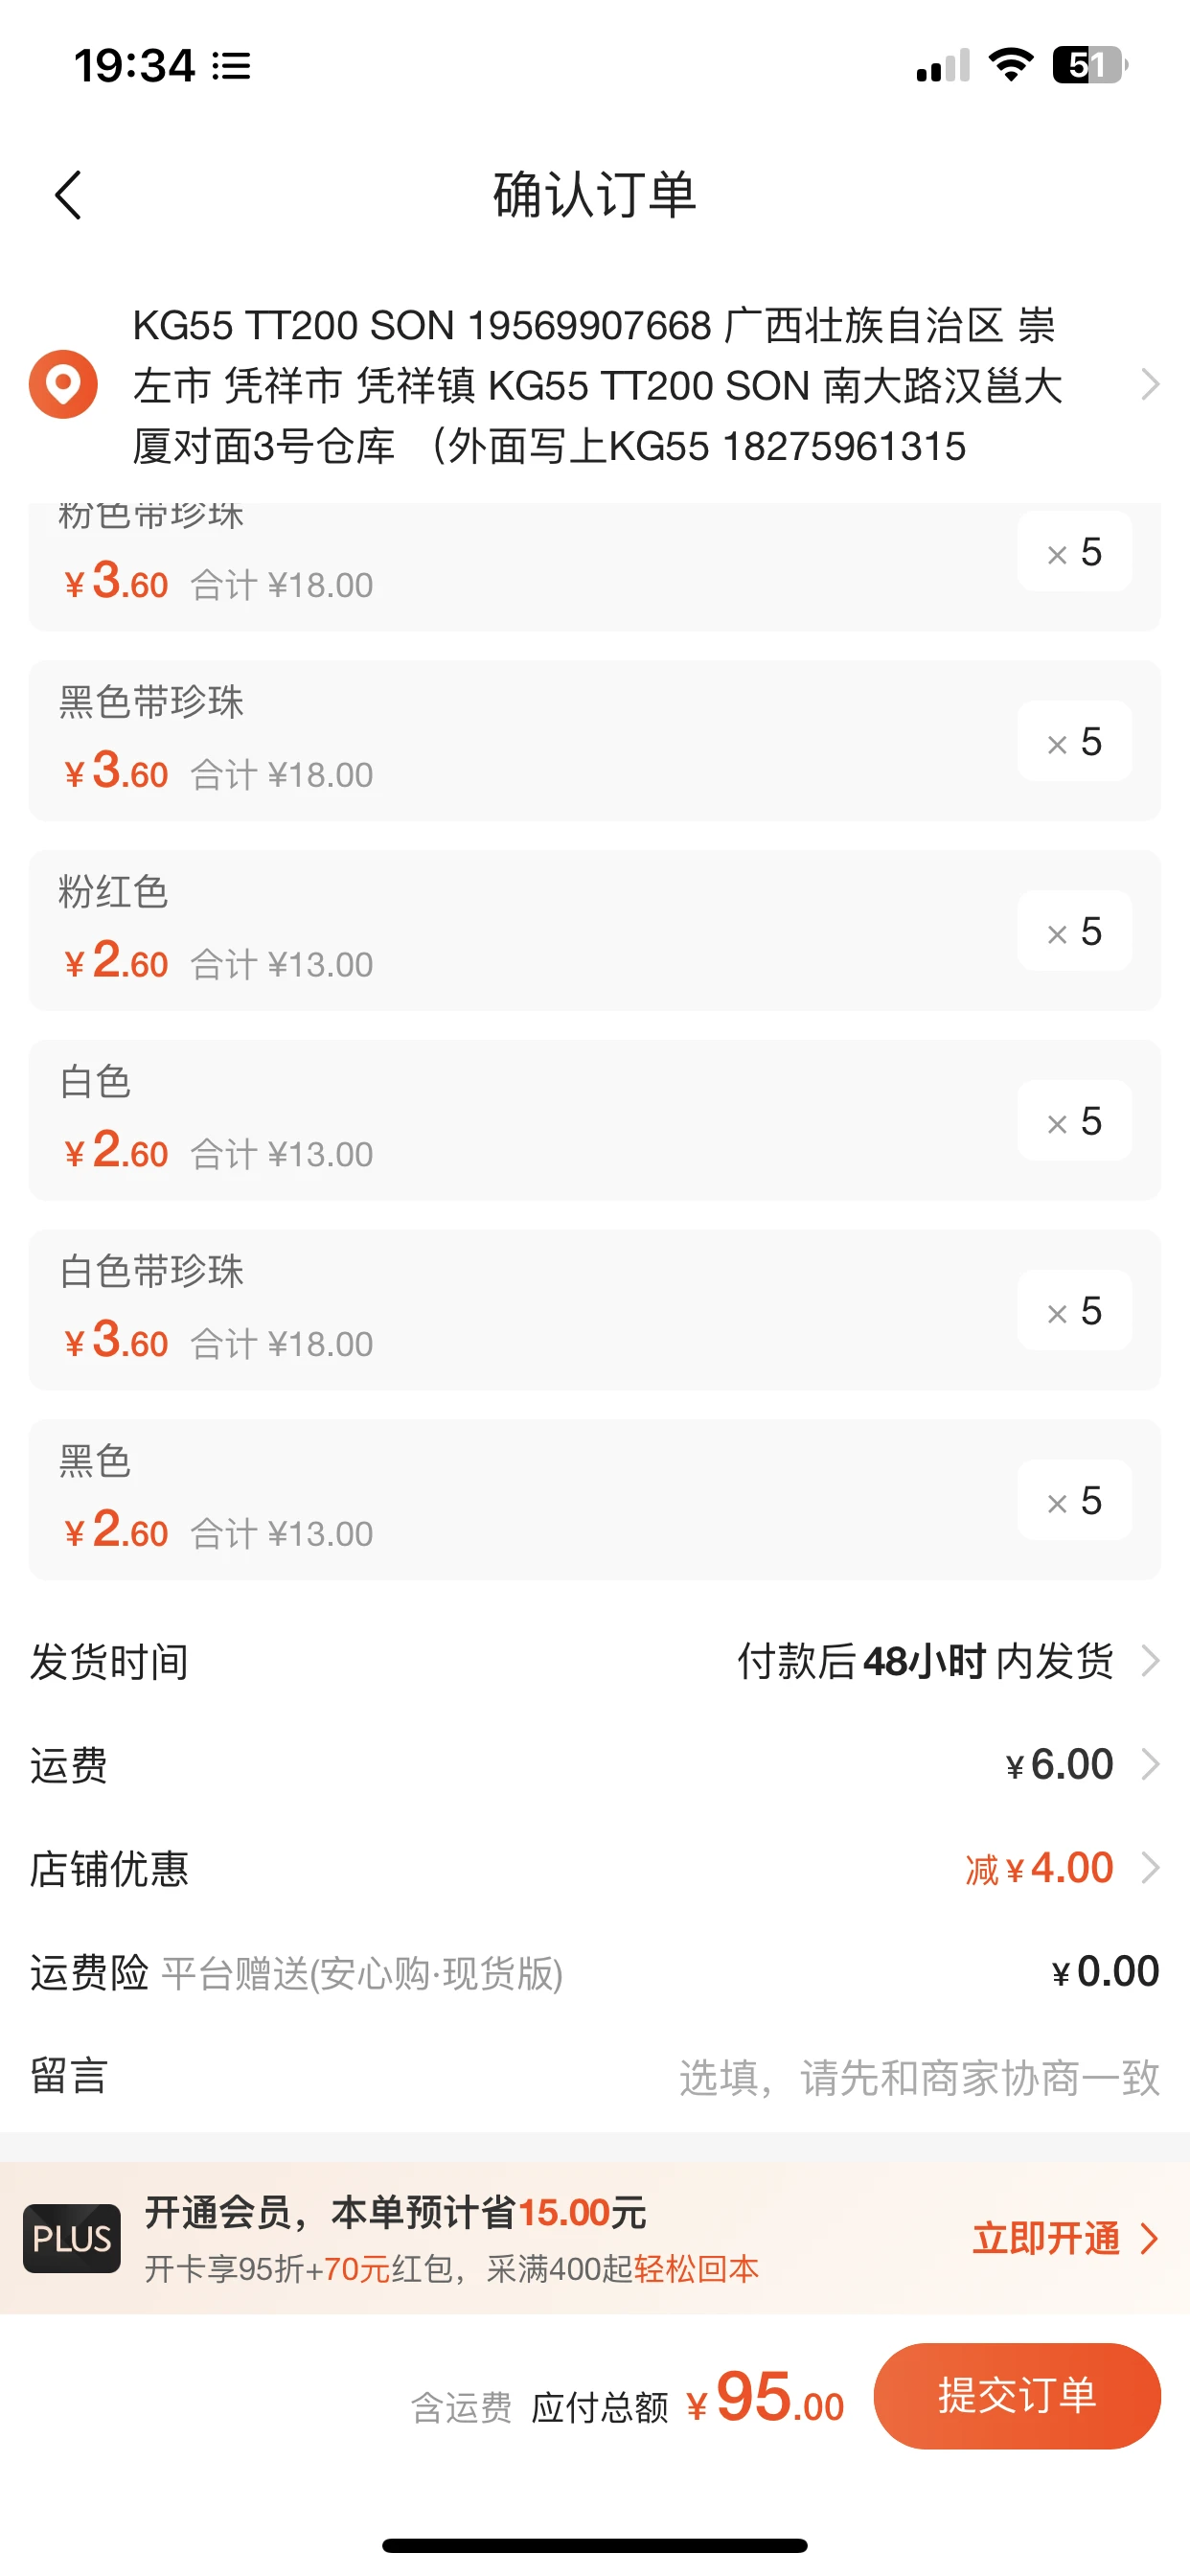 19:34
51
确认订单
KG55 TT200 SON 19569907668 广西壮族自治区 崇
左市 凭祥市 凭祥镇 KG55 TT200 SON 南大路汉邕大
厦对面3号仓库 （外面写上KG55 18275961315
粉色带珍珠
× 5
¥3.60 合计 ¥18.00
黑色带珍珠
× 5
¥3.60 合计 ¥18.00
粉红色
× 5
¥2.60 合计 ¥13.00
白色
× 5
¥2.60 合计 ¥13.00
白色带珍珠
× 5
¥3.60 合计 ¥18.00
黑色
× 5
¥2.60 合计 ¥13.00
发货时间 付款后48小时内发货
运费 ¥6.00
店铺优惠 减¥4.00
运费险 平台赠送(安心购·现货版) ¥0.00
留言 选填，请先和商家协商一致
PLUS 开通会员，本单预计省15.00元
开卡享95折+70元红包，采满400起轻松回本
立即开通
含运费 应付总额 ¥95.00 提交订单